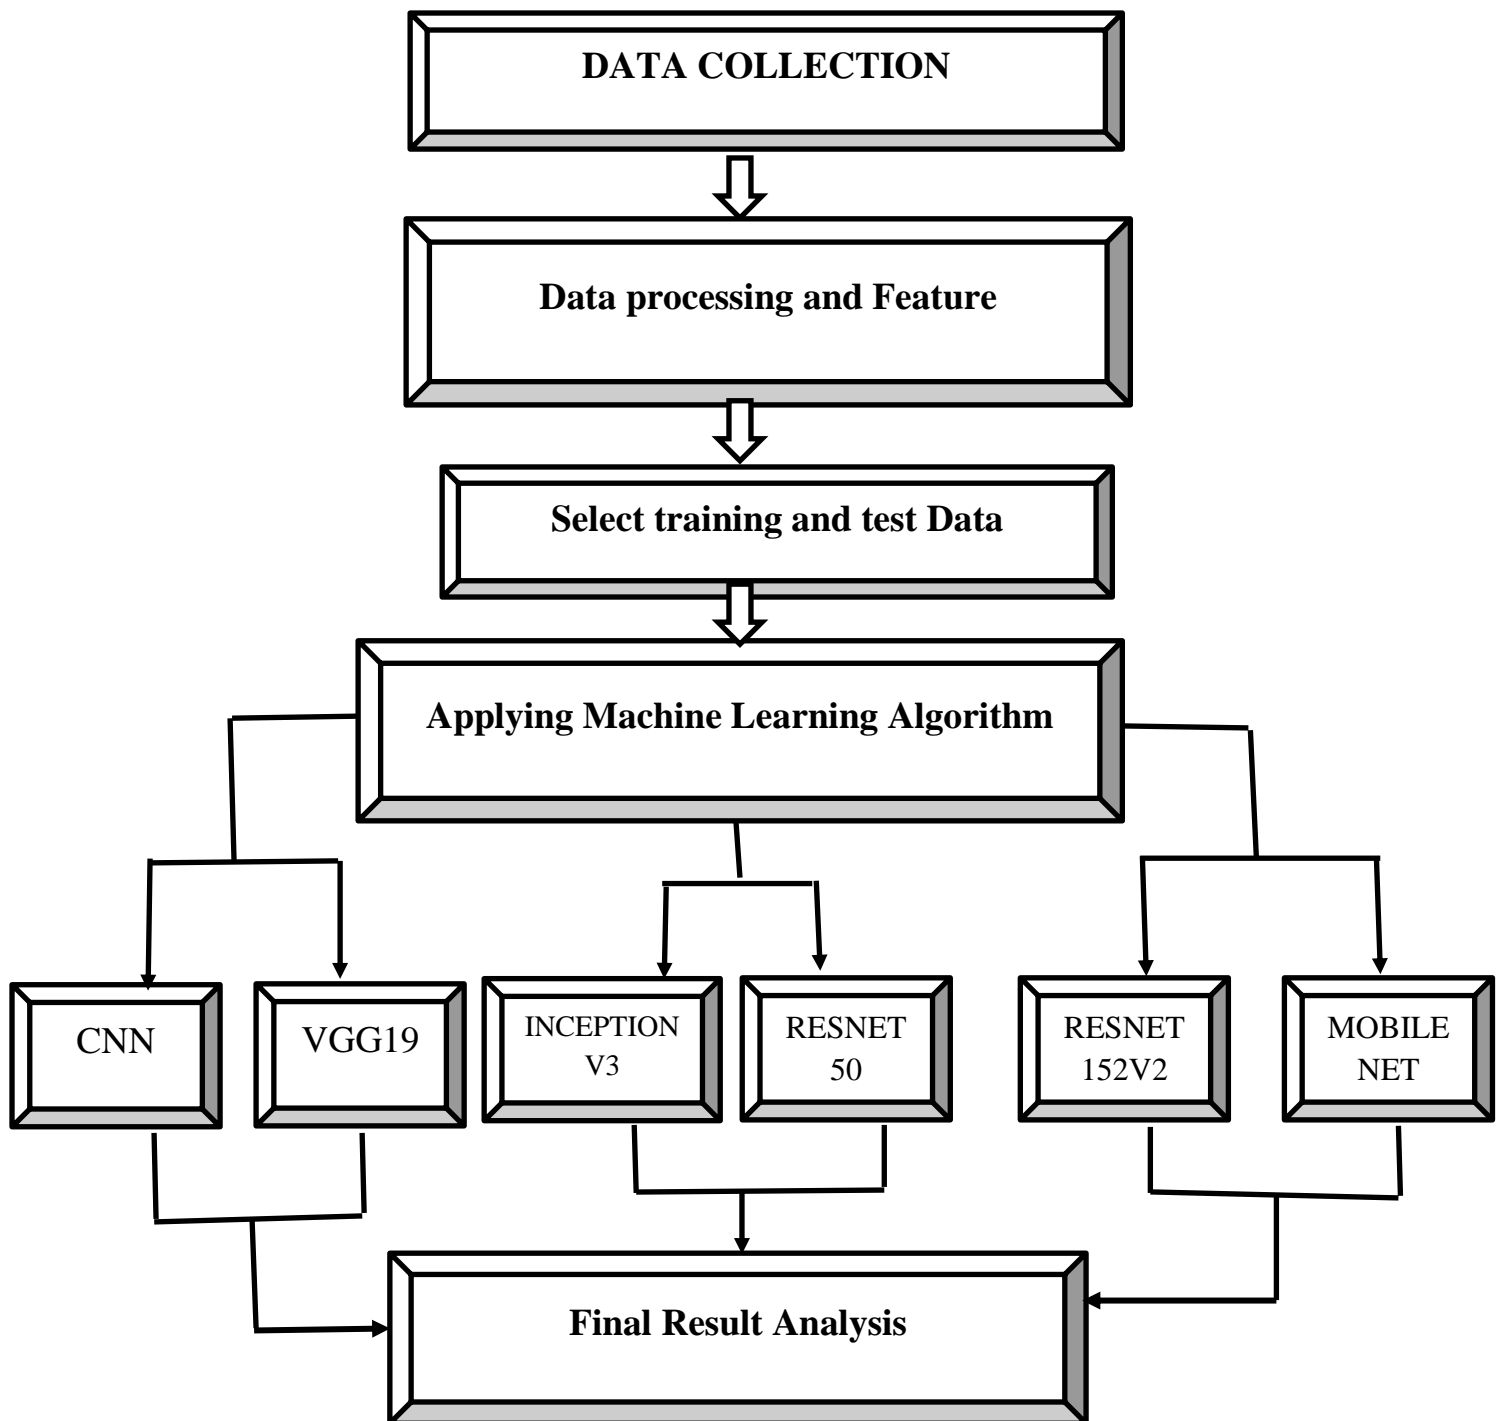 DATA COLLECTION
Data processing and Feature
Select training and test Data
Applying Machine Learning Algorithm
CNN
VGG19
INCEPTION
V3
RESNET
50
RESNET
152V2
MOBILE
NET
Final Result Analysis